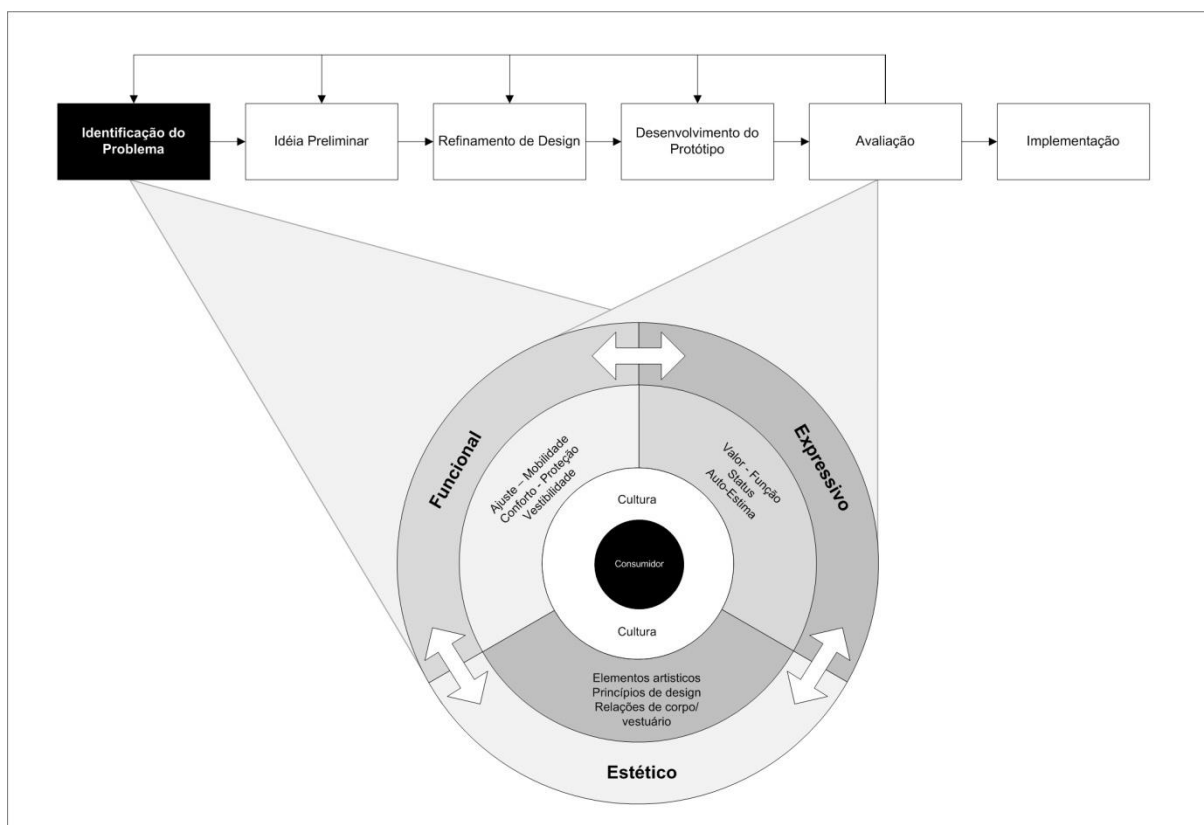 Identificação do
Problema
Idéia Preliminar
Refinamento de Design
Desenvolvimento do
Protótipo
Avaliação
Implementação
Funcional
Ajuste – Mobilidade
Conforto - Proteção
Vestibilidade
Valor - Função
Status
Auto-Estima
Expressivo
Cultura
Consumidor
Cultura
Elementos artisticos
Princípios de design
Relações de corpo/
vestuário
Estético